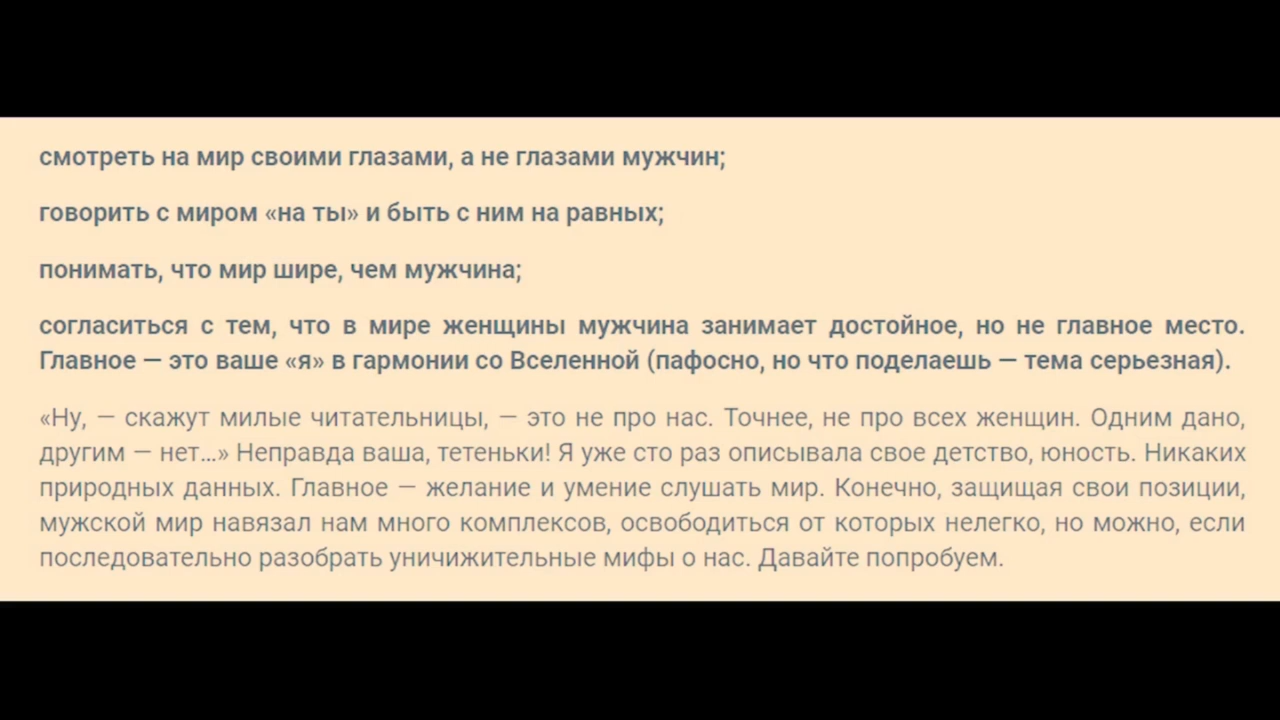 смотреть на мир своими глазами, а не глазами мужчин;
говорить с миром «на ты» и быть с ним на равных;
понимать, что мир шире, чем мужчина;
согласиться с тем, что в мире женщины мужчина занимает достойное, но не главное место.
Главное — это ваше «я» в гармонии со Вселенной (пафосно, но что поделаешь — тема серьезная).
«Ну, — скажут милые читательницы, — это не про нас. Точнее, не про всех женщин. Одним дано,
другим — нет…» Неправда ваша, тетеньки! Я уже сто раз описывала свое детство, юность. Никаких
природных данных. Главное — желание и умение слушать мир. Конечно, защищая свои позиции,
мужской мир навязал нам много комплексов, освободиться от которых нелегко, но можно, если
последовательно разобрать уничижительные мифы о нас. Давайте попробуем.